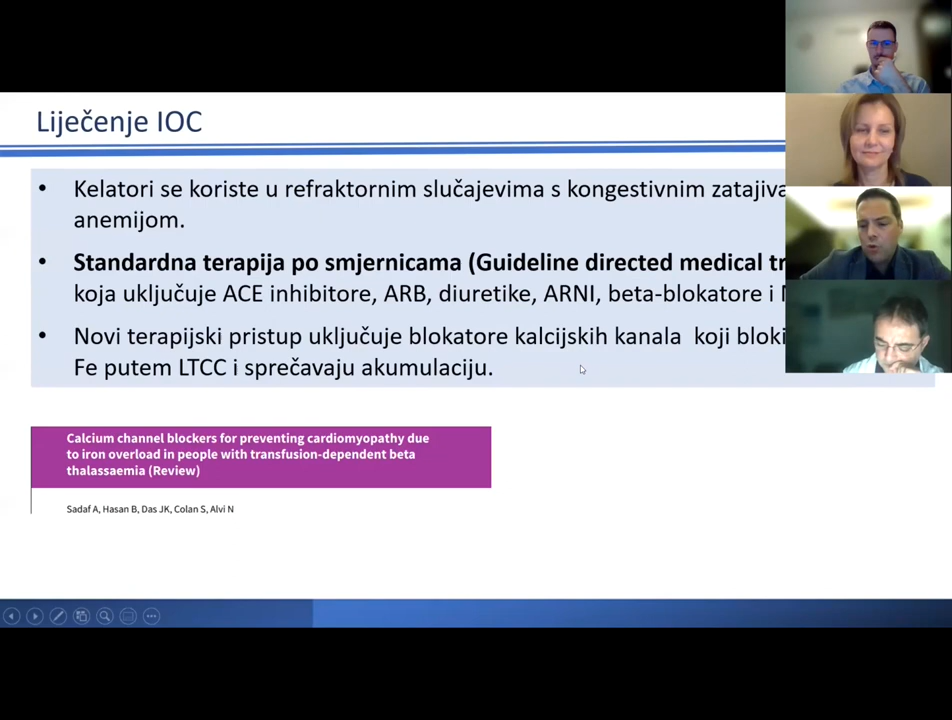 Liječenje IOC
• Kelatori se koriste u refraktornim slučajevima s kongestivnim
anemijom.
• Standardna terapija po smjernicama (Guideline directed medical
koja uključuje ACE inhibitore, ARB, diuretike, ARNI, beta-blokatore i
• Novi terapijski pristup uključuje blokatore kalcijskih kanala koji
Fe putem LTCC i sprečavaju akumulaciju.
Calcium channel blockers for preventing cardiomyopathy due
to iron overload in people with transfusion-dependent beta
thalassaemia (Review)
Sadaf A, Hasan B, Das JK, Colan S, Alvi N